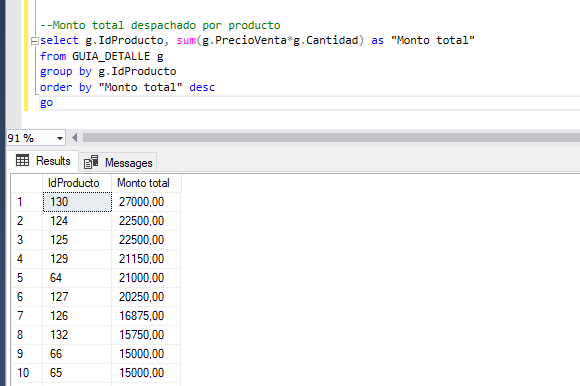 --Monto total despachado por producto
select g.IdProducto, sum(g.PrecioVenta*g.Cantidad) as "Monto total"
from GUIA_DETALLE g
group by g.IdProducto
order by "Monto total" desc
go
91 %
Results Messages
IdProducto Monto total
1 130 27000,00
2 124 22500,00
3 125 22500,00
4 129 21150,00
5 64 21000,00
6 127 20250,00
7 126 16875,00
8 132 15750,00
9 66 15000,00
10 65 15000,00